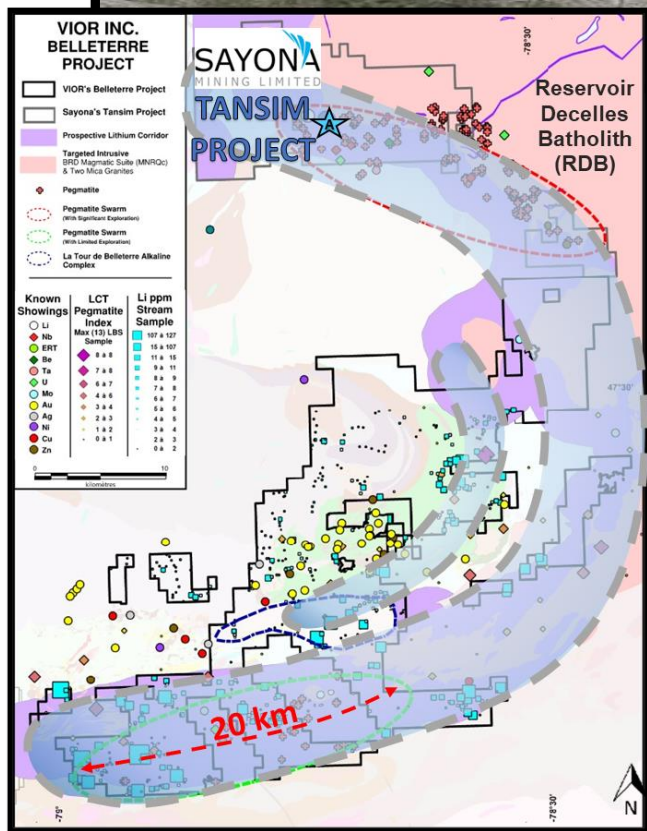 VIOR INC.
BELLETERRE
PROJECT
VIOR's Belleterre Project
Sayona's Tansim Project
Prospective Lithium Corridor
Targeted Intrusive
BRD Magmatic Suite (MNRQc)
& Two Mica Granites
Pegmatite
Pegmatite Swarm
(With Significant Exploration)
Pegmatite Swarm
(With Limited Exploration)
La Tour de Belleterre Alkaline
Complex
Known
Showings
Li
Nb
ERT
Be
Ta
U
Mo
Au
Ag
Ni
Cu
Zn
LCT
Pegmatite
Index
Max (13) LBS
Sample
8 à 8
7 à 8
6 à 7
4 à 6
3 à 4
2 à 3
1 à 2
0 à 1
Li ppm
Stream
Sample
107 à 127
15 à 107
11 à 15
9 à 11
8 à 9
7 à 8
6 à 7
4 à 5
3 à 4
2 à 3
0 à 2
0
10
kilomètres
SAYONA
MINING LIMITED
TANSIM
PROJECT
A
Reservoir
Decelles
Batholith
(RDB)
-78°30'
47°30'
20 km
-79°
-78°30'
N